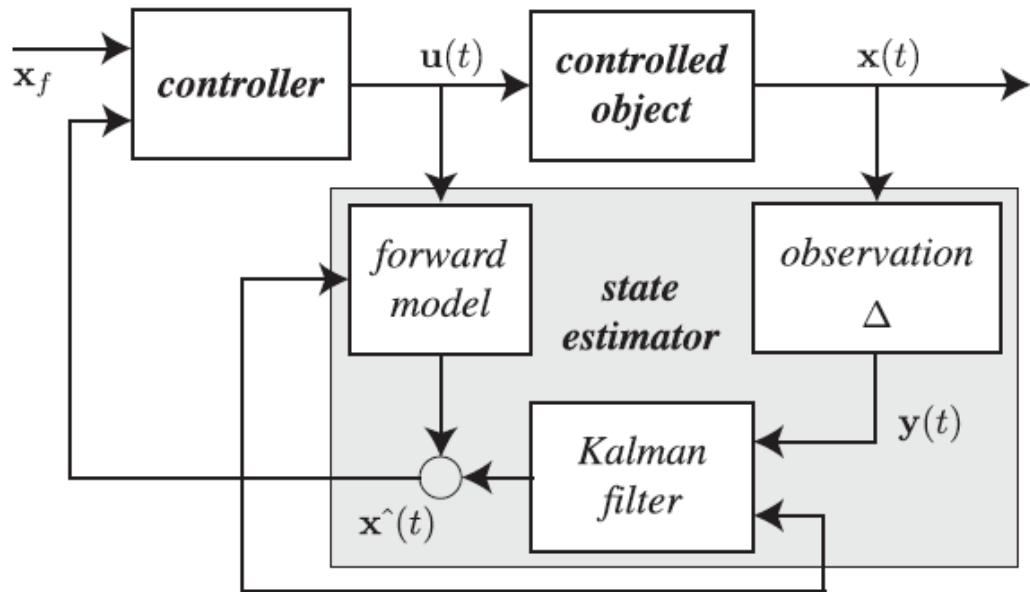 x_f
controller
u(t)
controlled
object
x(t)
forward
model
state
estimator
observation
Δ
y(t)
Kalman
filter
x^(t)